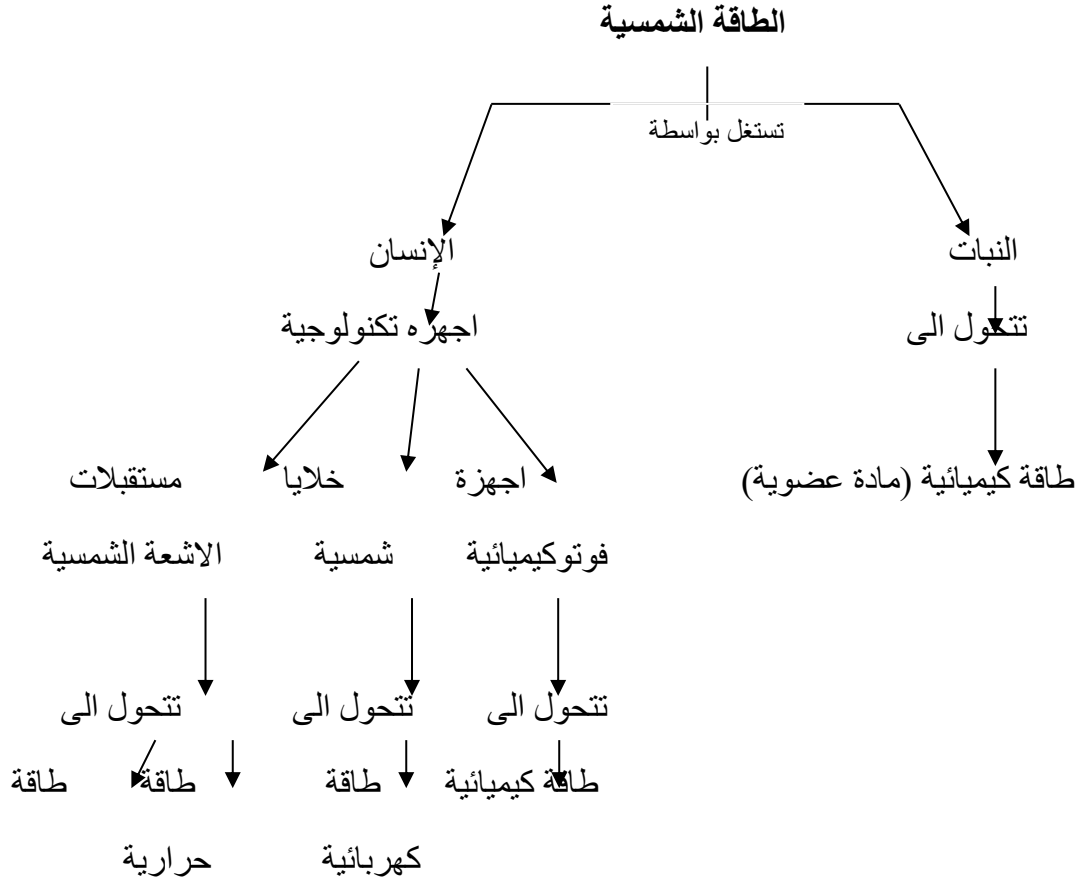 الطاقة الشمسية
تستغل بواسطة
النبات
الإنسان
تتحول الى
اجهزه تكنولوجية
طاقة كيميائية (مادة عضوية)
اجهزة
خلايا
مستقبلات
فوتوكيميائية
شمسية
الاشعة الشمسية
تتحول الى
تتحول الى
تتحول الى
طاقة كيميائية
طاقة
طاقة
طاقة
كهربائية
حرارية